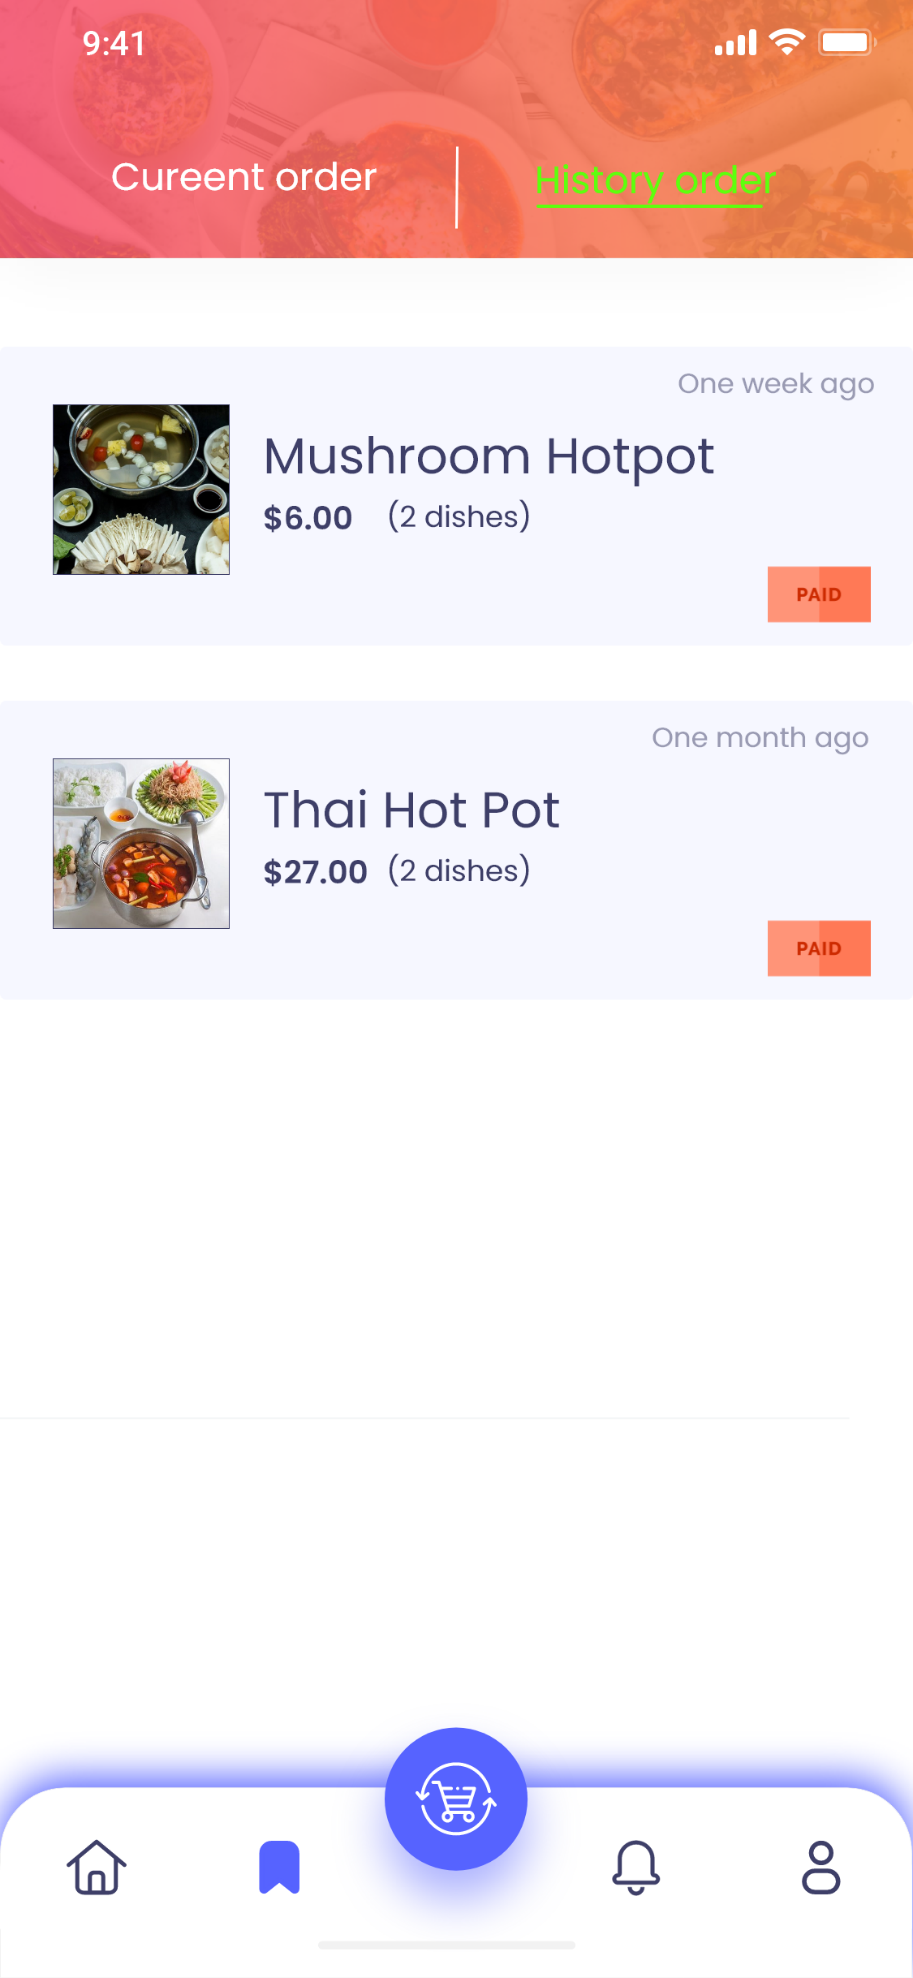 9:41
Cureent order
History order
One week ago
Mushroom Hotpot
$6.00 (2 dishes)
PAID
One month ago
Thai Hot Pot
$27.00 (2 dishes)
PAID